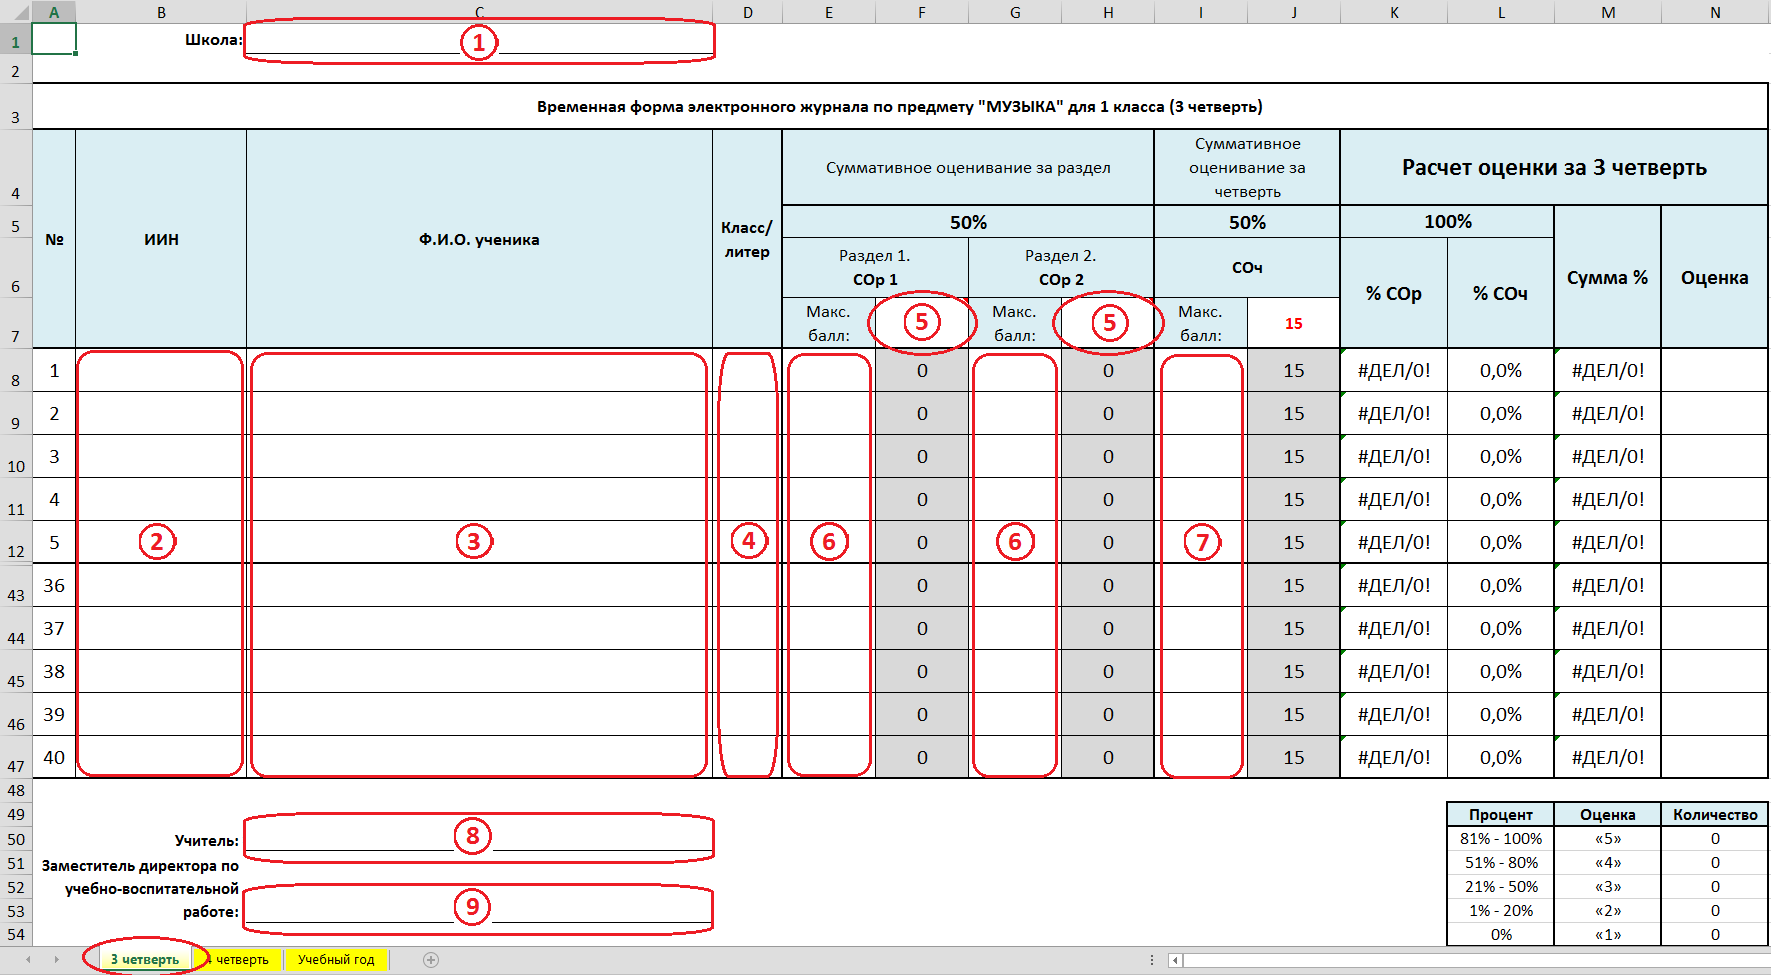 A B C D E F G H I J K L M N
1 Школа: 1
2
3 Временная форма электронного журнала по предмету "МУЗЫКА" для 1 класса (3 четверть)
4 № ИИН Ф.И.О. ученика Класс/ литер Суммативное оценивание за раздел Суммативное оценивание за четверть Расчет оценки за 3 четверть
5 50% 50% 100% Сумма % Оценка
6 Раздел 1. СОр 1 Раздел 2. СОр 2 СОч % СОр % СОч
7 Макс. балл: 5 Макс. балл: 5 Макс. балл: 15
8 1 0 0 15 #ДЕЛ/0! 0,0% #ДЕЛ/0!
9 2 0 0 15 #ДЕЛ/0! 0,0% #ДЕЛ/0!
10 3 0 0 15 #ДЕЛ/0! 0,0% #ДЕЛ/0!
11 4 0 0 15 #ДЕЛ/0! 0,0% #ДЕЛ/0!
12 5 2 3 4 6 0 6 0 7 15 #ДЕЛ/0! 0,0% #ДЕЛ/0!
43 36 0 0 15 #ДЕЛ/0! 0,0% #ДЕЛ/0!
44 37 0 0 15 #ДЕЛ/0! 0,0% #ДЕЛ/0!
45 38 0 0 15 #ДЕЛ/0! 0,0% #ДЕЛ/0!
46 39 0 0 15 #ДЕЛ/0! 0,0% #ДЕЛ/0!
47 40 0 0 15 #ДЕЛ/0! 0,0% #ДЕЛ/0!
48
49 Процент Оценка Количество
50 Учитель: 8 81% - 100% «5» 0
51 Заместитель директора по 51% - 80% «4» 0
52 учебно-воспитательной 21% - 50% «3» 0
53 работе: 9 1% - 20% «2» 0
54 0% «1» 0
3 четверть четверть Учебный год